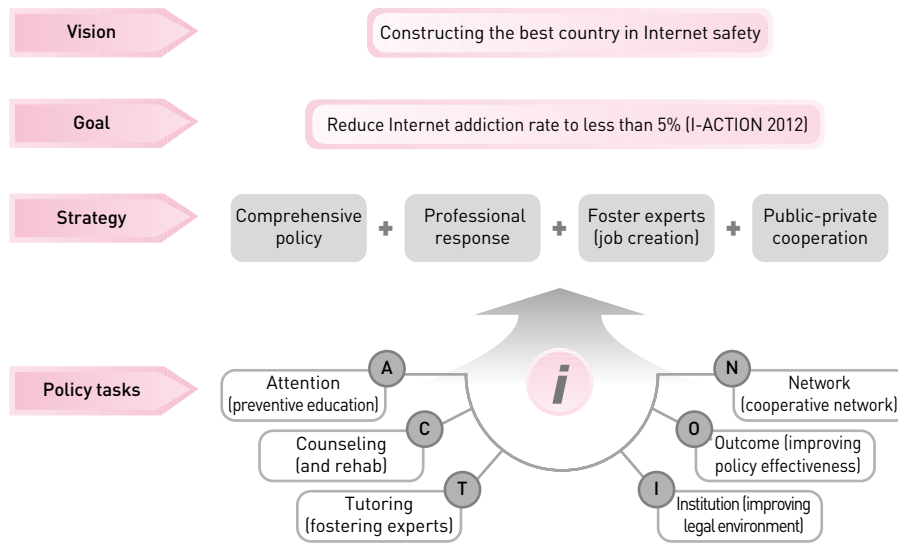 Vision
Constructing the best country in Internet safety
Goal
Reduce Internet addiction rate to less than 5% (I-ACTION 2012)
Strategy
Comprehensive
policy
+
Professional
response
+
Foster experts
(job creation)
+
Public-private
cooperation
Policy tasks
i
A
Attention
(preventive education)
C
Counseling
(and rehab)
T
Tutoring
(fostering experts)
I
Institution (improving
legal environment)
O
Outcome (improving
policy effectiveness)
N
Network
(cooperative network)